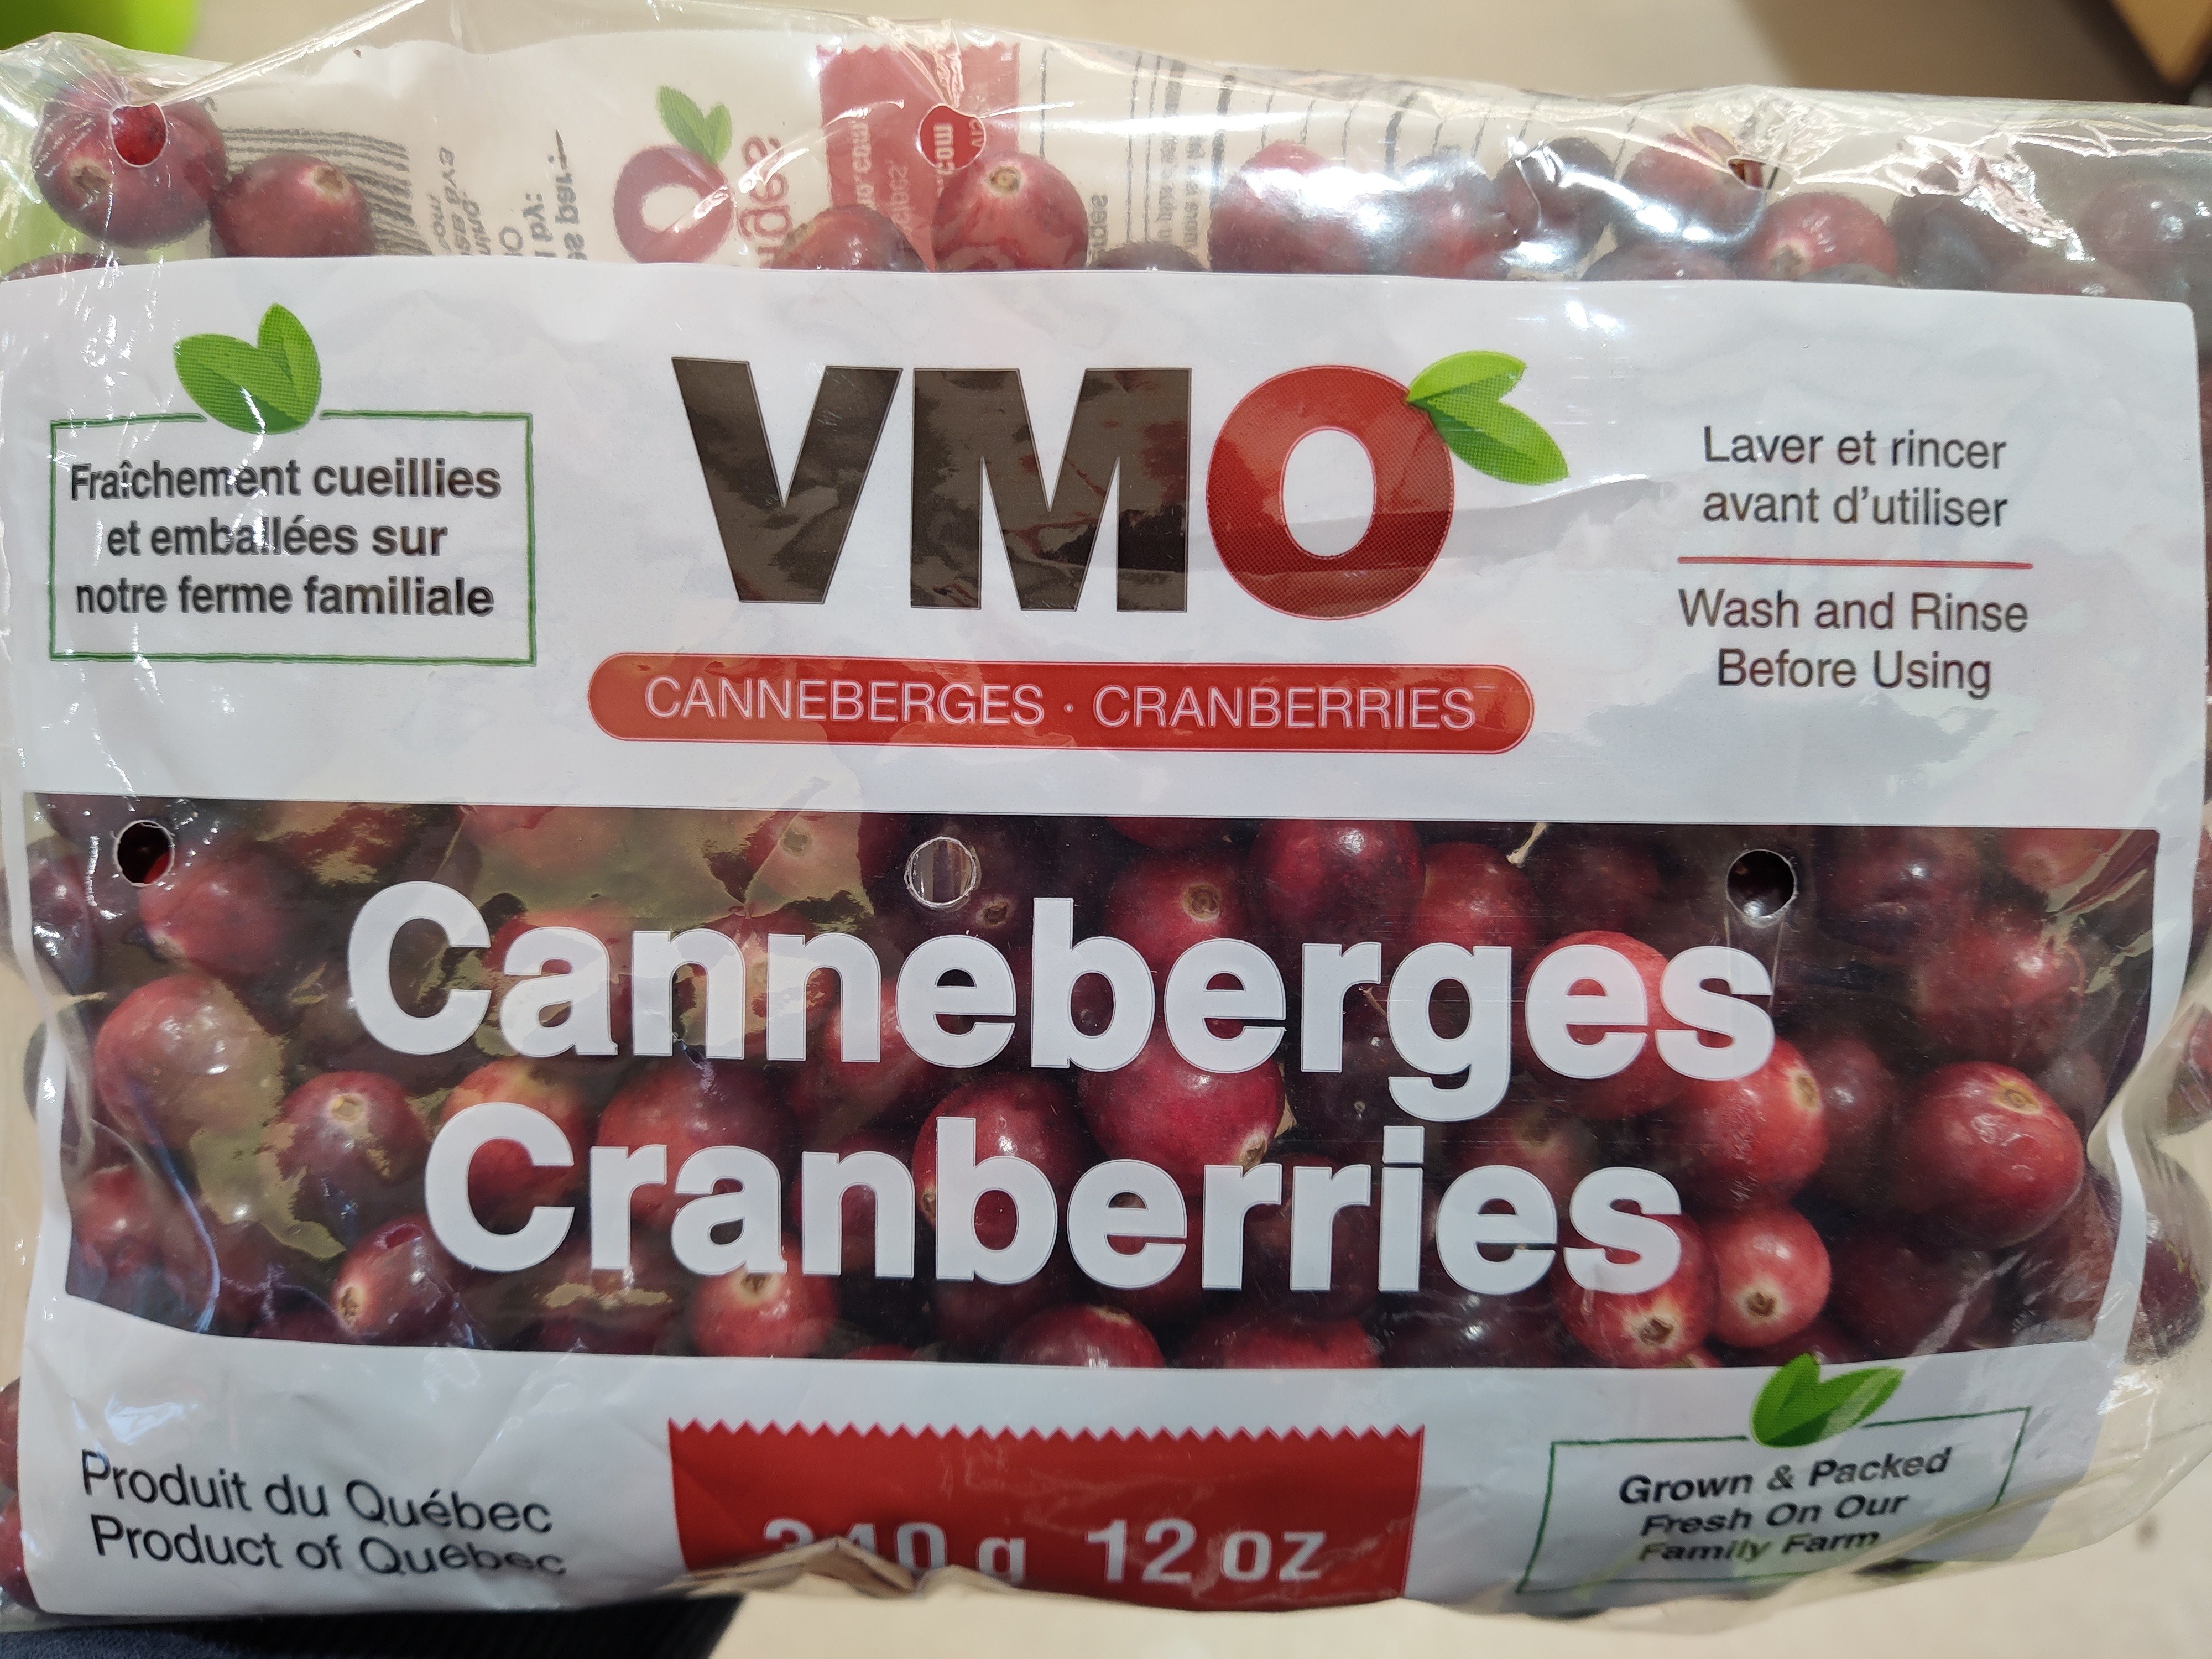 Fraîchement cueillies
et emballées sur
notre ferme familiale
VMO
CANNEBERGES · CRANBERRIES
Laver et rincer
avant d'utiliser
Wash and Rinse
Before Using
Canneberges
Cranberries
Produit du Québec
Product of Québec
340 g 12 oz
Grown & Packed
Fresh On Our
Family Farm